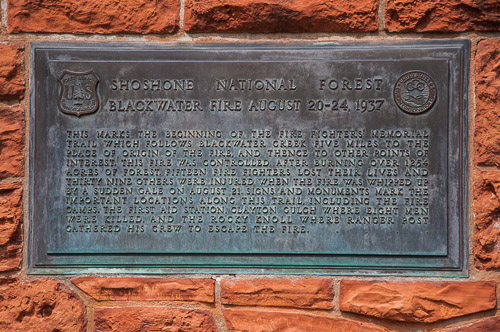 SHOSHONE NATIONAL FOREST
BLACKWATER FIRE AUGUST 20-24, 1937
THIS MARKS THE BEGINNING OF THE FIRE FIGHTERS' MEMORIAL
TRAIL WHICH FOLLOWS BLACKWATER CREEK FIVE MILES TO THE
PLACE OF ORIGIN OF THE FIRE, AND THENCE TO OTHER POINTS OF
INTEREST. THIS FIRE WAS CONTROLLED AFTER BURNING OVER 1254
ACRES OF FOREST. FIFTEEN FIRE FIGHTERS LOST THEIR LIVES AND
THIRTY NINE OTHERS WERE INJURED WHEN THE FIRE WAS WHIPPED UP
BY A SUDDEN GALE ON AUGUST 21. SIGNS AND MONUMENTS MARK THE
IMPORTANT LOCATIONS ALONG THIS TRAIL INCLUDING THE FIRE
CAMPS, THE FIRST AID STATION, CLAYTON GULCH WHERE EIGHT MEN
WERE KILLED, AND THE ROCKY KNOLL WHERE RANGER POST
GATHERED HIS CREW TO ESCAPE THE FIRE.